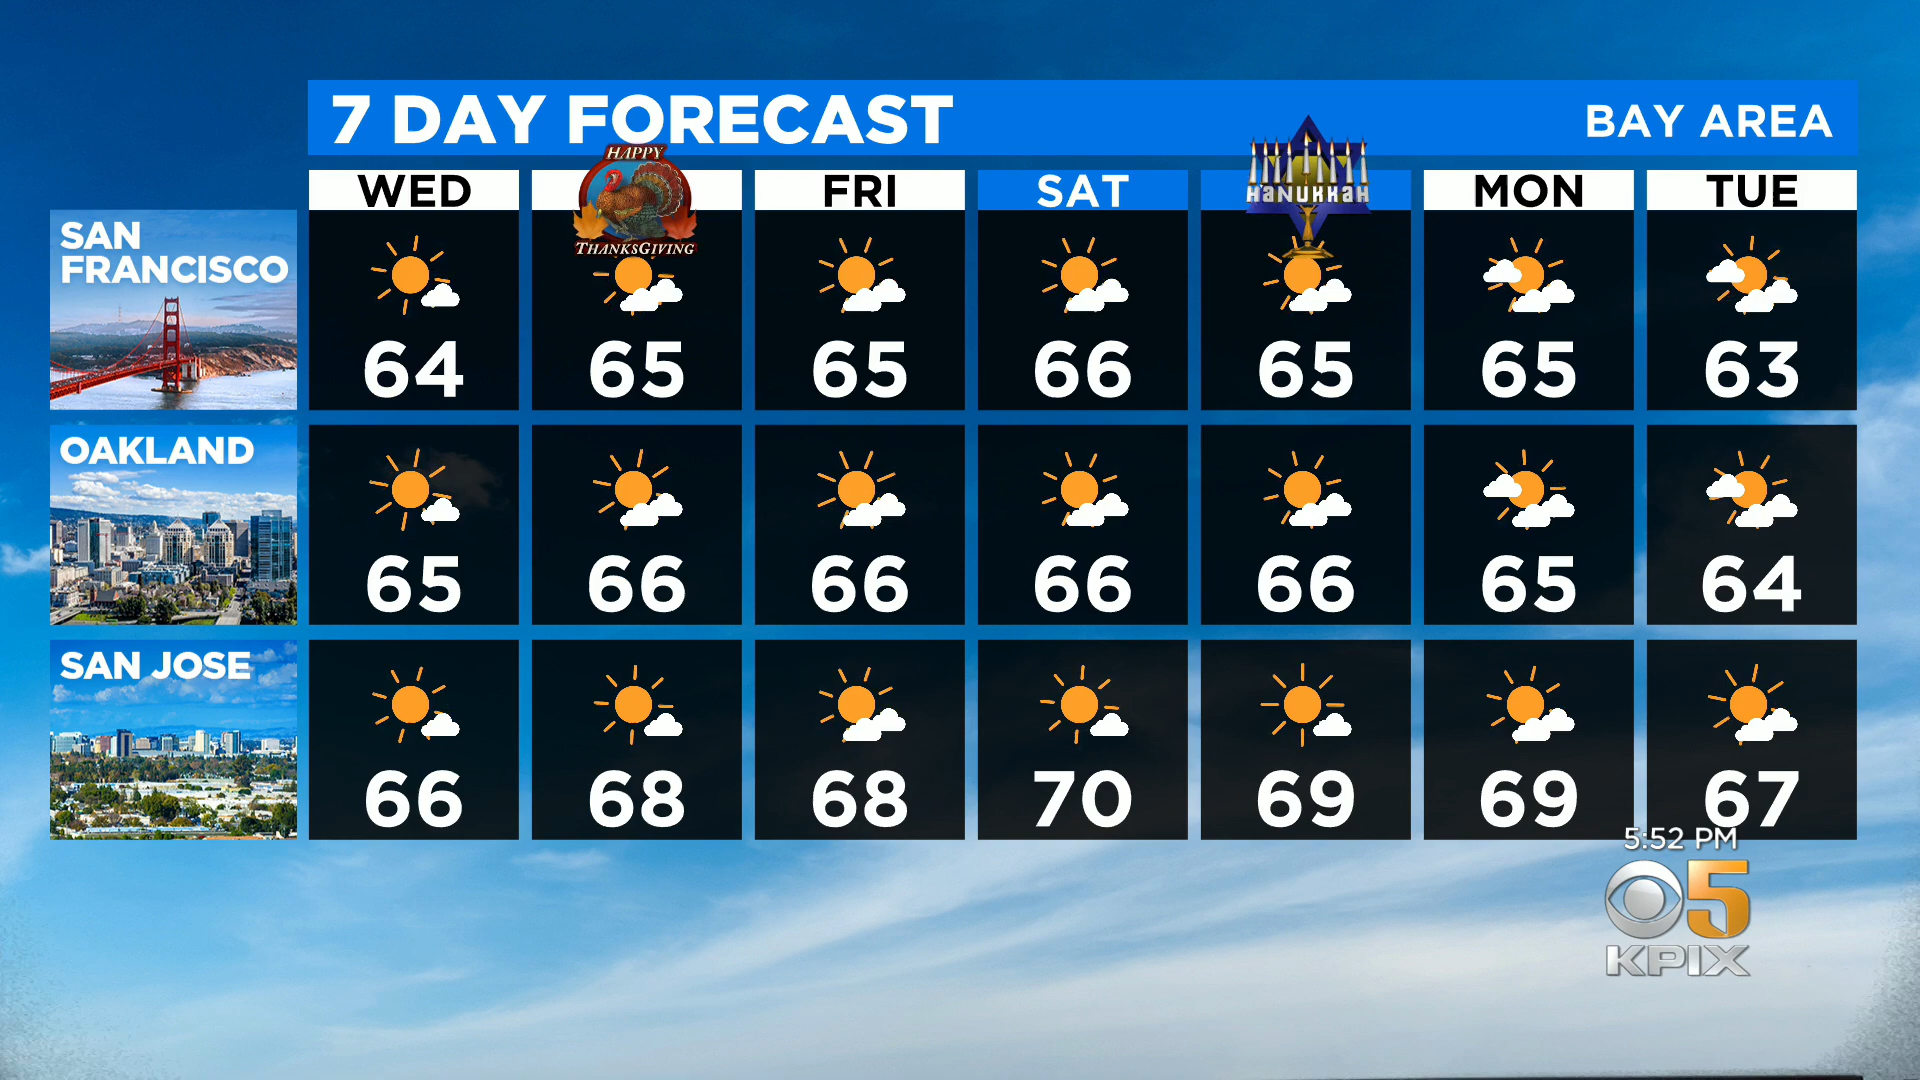 7 DAY FORECAST
BAY AREA
WED
HAPPY
THANKSGIVING
FRI
SAT
HANUKKAH
MON
TUE
SAN
FRANCISCO
64 65 65 66 65 65 63
OAKLAND
65 66 66 66 66 65 64
SAN JOSE
66 68 68 70 69 69 67
5:52 PM
5
KPIX